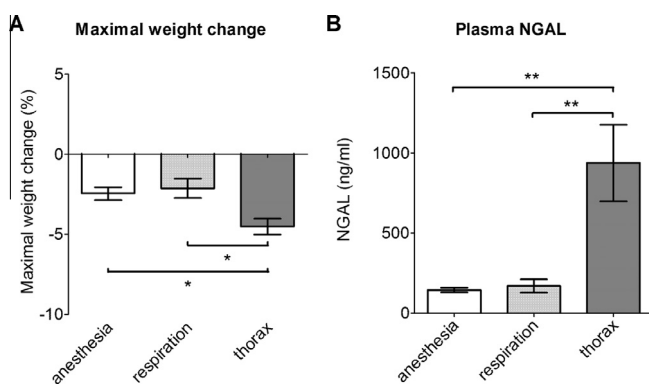 A
Maximal weight change
Maximal weight change (%)
5
0
-5
-10
*
*
anesthesia
respiration
thorax
B
Plasma NGAL
NGAL (ng/ml)
1500
1000
500
0
**
**
anesthesia
respiration
thorax